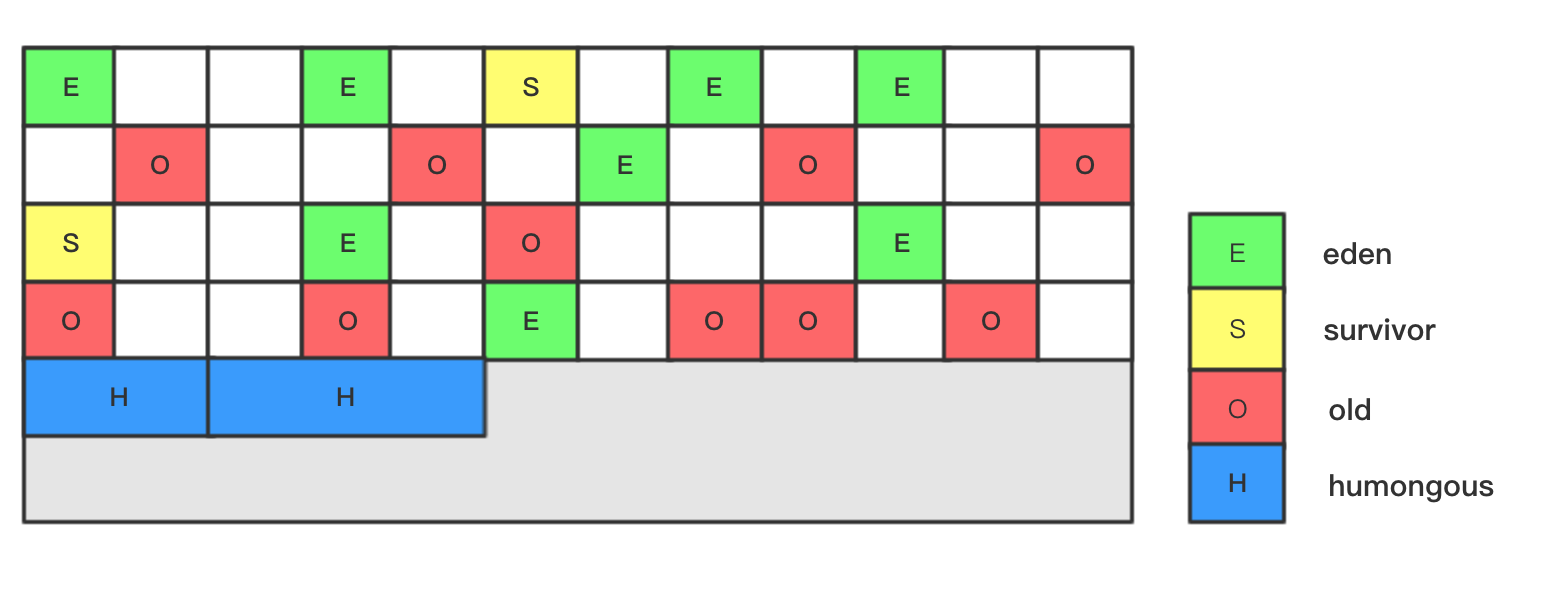 E E S E E
O O E O O
S E O E
O O E O O O
H H
E eden
S survivor
O old
H humongous